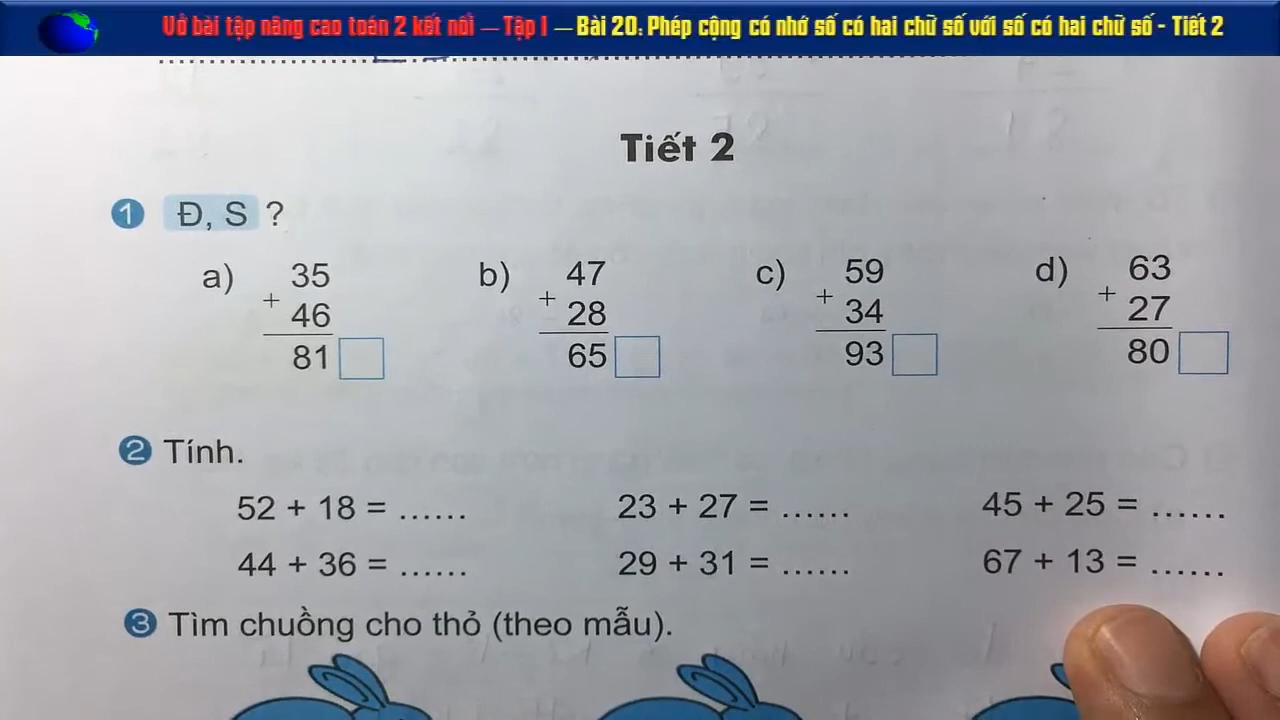 Vở bài tập nâng cao toán 2 kết nối — Tập 1 — Bài 20: Phép cộng có nhớ số có hai chữ số với số có hai chữ số - Tiết 2
Tiết 2
1 Đ, S ?
a) 35 + 46 81
b) 47 + 28 65
c) 59 + 34 93
d) 63 + 27 80
2 Tính.
52 + 18 = ...... 23 + 27 = ...... 45 + 25 = ......
44 + 36 = ...... 29 + 31 = ...... 67 + 13 = ......
3 Tìm chuồng cho thỏ (theo mẫu).